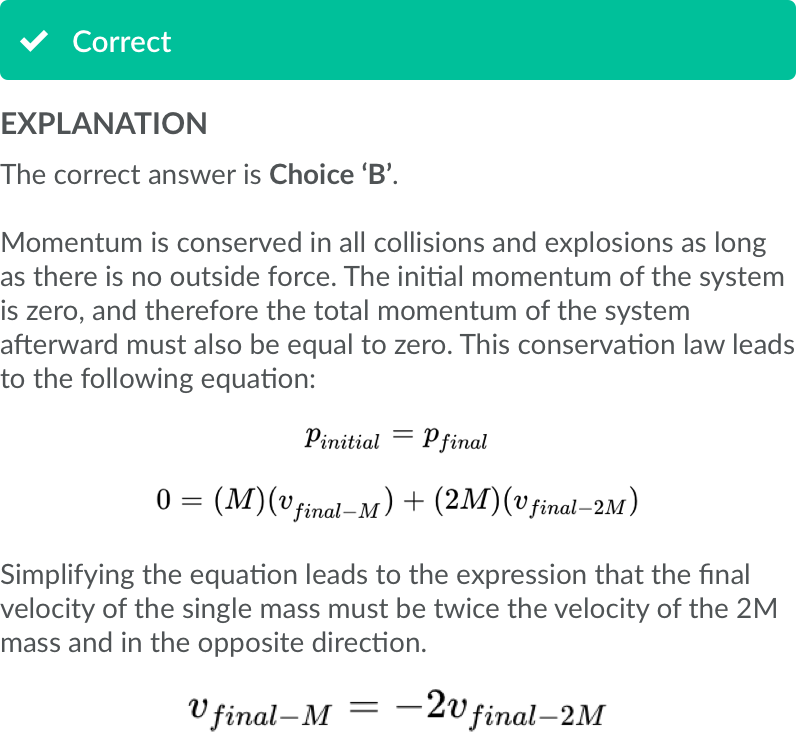 Correct
EXPLANATION
The correct answer is Choice ‘B’.
Momentum is conserved in all collisions and explosions as long
as there is no outside force. The initial momentum of the system
is zero, and therefore the total momentum of the system
afterward must also be equal to zero. This conservation law leads
to the following equation:
p_{initial} = p_{final}
0 = (M)(v_{final-M}) + (2M)(v_{final-2M})
Simplifying the equation leads to the expression that the final
velocity of the single mass must be twice the velocity of the 2M
mass and in the opposite direction.
v_{final-M} = -2v_{final-2M}